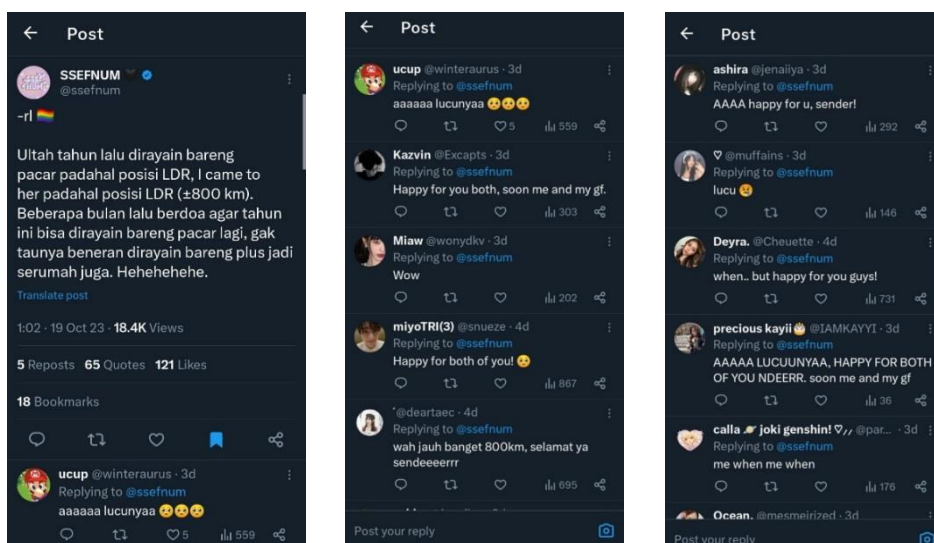 Post
SSEFNUM
@ssefnum
-rl 🏳️‍🌈
Ultah tahun lalu dirayain bareng
pacar padahal posisi LDR, I came to
her padahal posisi LDR (±800 km).
Beberapa bulan lalu berdoa agar tahun
ini bisa dirayain bareng pacar lagi, gak
taunya beneran dirayain bareng plus jadi
serumah juga. Hehehehehe.
Translate post
1:02 · 19 Oct 23 · 18.4K Views
5 Reposts 65 Quotes 121 Likes
18 Bookmarks
ucup @winteraurus · 3d
Replying to @ssefnum
aaaaaa lucunyaa 🥺🥺🥺
5 559
Post
ucup @winteraurus · 3d
Replying to @ssefnum
aaaaaa lucunyaa 🥺🥺🥺
5 559
Kazvin @Excapts · 3d
Replying to @ssefnum
Happy for you both, soon me and my gf.
303
Miaw @wonydkv · 3d
Replying to @ssefnum
Wow
202
miyoTRI(3) @snueze · 4d
Replying to @ssefnum
Happy for both of you! 🥺
867
@deartaec · 4d
Replying to @ssefnum
wah jauh banget 800km, selamat ya
sendeeeerrr
695
Post your reply
Post
ashira @jenaiiya · 3d
Replying to @ssefnum
AAAA happy for u, sender!
292
♡ @muffains · 3d
Replying to @ssefnum
lucu 😢
146
Deyra. @Cheuette · 4d
Replying to @ssefnum
when.. but happy for you guys!
731
precious kayii @IAMKAYYI · 3d
Replying to @ssefnum
AAAAA LUCUUNYAA, HAPPY FOR BOTH
OF YOU NDEERR. soon me and my gf
36
calla 🪐 joki genshin! ♡,, @par... · 3d
Replying to @ssefnum
me when me when
176
Ocean. @mesmeirized · 3d
Post your reply